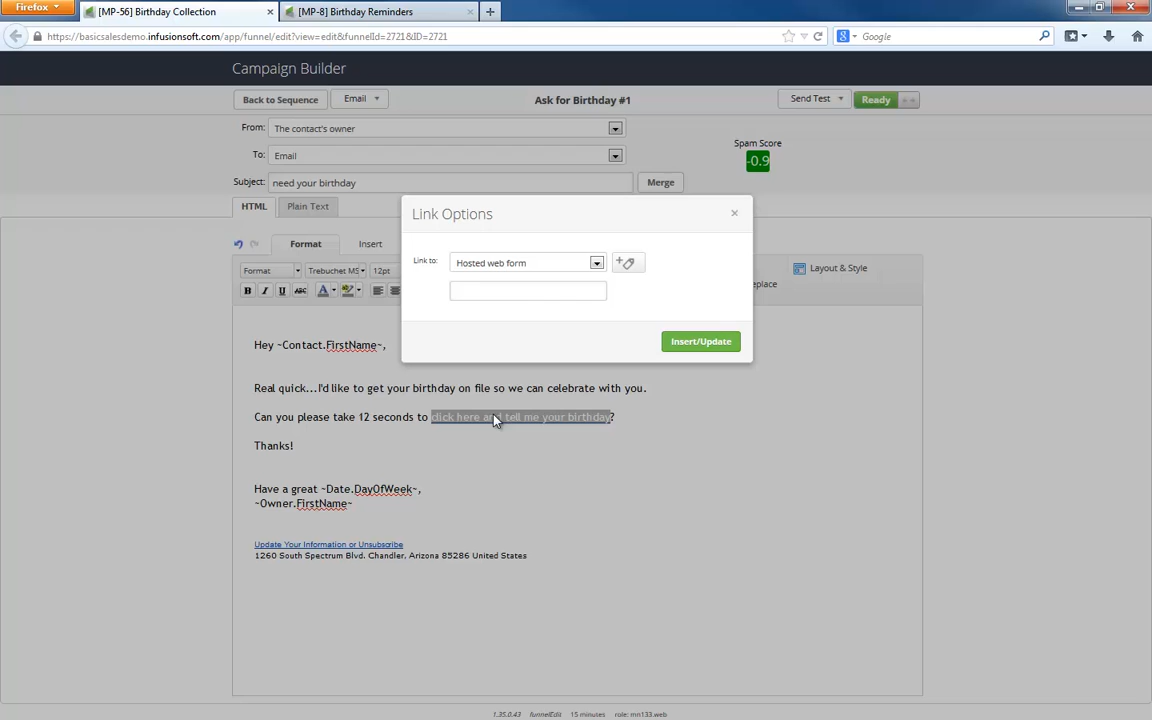 Firefox
[MP-56] Birthday Collection
[MP-8] Birthday Reminders
https://basicsalesdemo.infusionsoft.com/app/funnel/edit?view=edit&funnelId=2721&ID=2721
Google
Campaign Builder
Back to Sequence
Email
Ask for Birthday #1
Send Test
Ready
From:
The contact's owner
Spam Score
-0.9
To:
Email
Subject:
need your birthday
Merge
HTML
Plain Text
Link Options
Format
Insert
Link to:
Hosted web form
Layout & Style
Format
Trebuchet MS
12pt
place
B I U ABC A
Insert/Update
Hey ~Contact.FirstName~,
Real quick...I'd like to get your birthday on file so we can celebrate with you.
Can you please take 12 seconds to click here and tell me your birthday?
Thanks!
Have a great ~Date.DayOfWeek~,
~Owner.FirstName~
Update Your Information or Unsubscribe
1260 South Spectrum Blvd. Chandler, Arizona 85286 United States
1.35.0.43 funnelEdit 15 minutes role: mn133.web